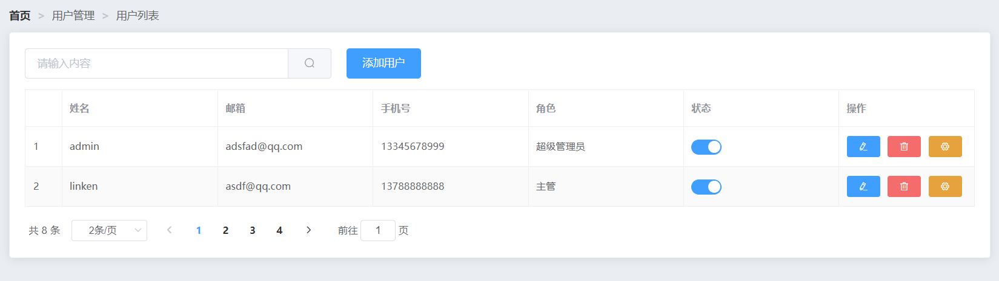 首页 > 用户管理 > 用户列表
请输入内容 添加用户
姓名 邮箱 手机号 角色 状态 操作
1 admin adsfad@qq.com 13345678999 超级管理员
2 linken asdf@qq.com 13788888888 主管
共 8 条 2条/页 < 1 2 3 4 > 前往 1 页